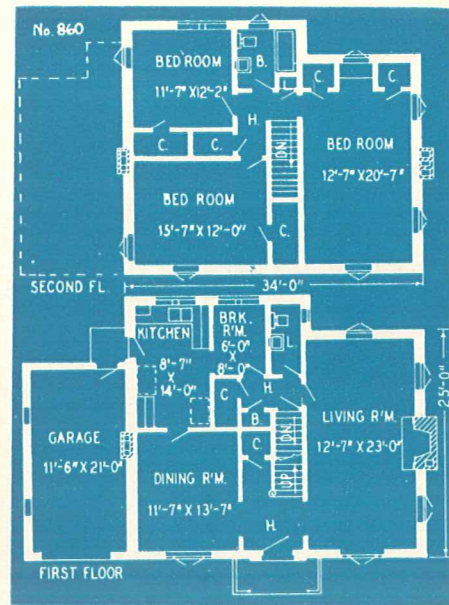 No. 860
BED ROOM
11'-7" X 12'-2"
B.
L.
C.
C.
H.
C.
C.
DN.
BED ROOM
12'-7" X 20'-7"
BED ROOM
15'-7" X 12'-0"
C.
SECOND FL.
34'-0"
KITCHEN
8'-7"
X
14'-0"
BRK.
R'M.
6'-0"
X
8'-0"
L.
C
H.
B.
C
DN.
UP
LIVING R'M.
12'-7" X 23'-0"
25'-0"
GARAGE
11'-6" X 21'-0"
DINING R'M.
11'-7" X 13'-7"
H.
FIRST FLOOR